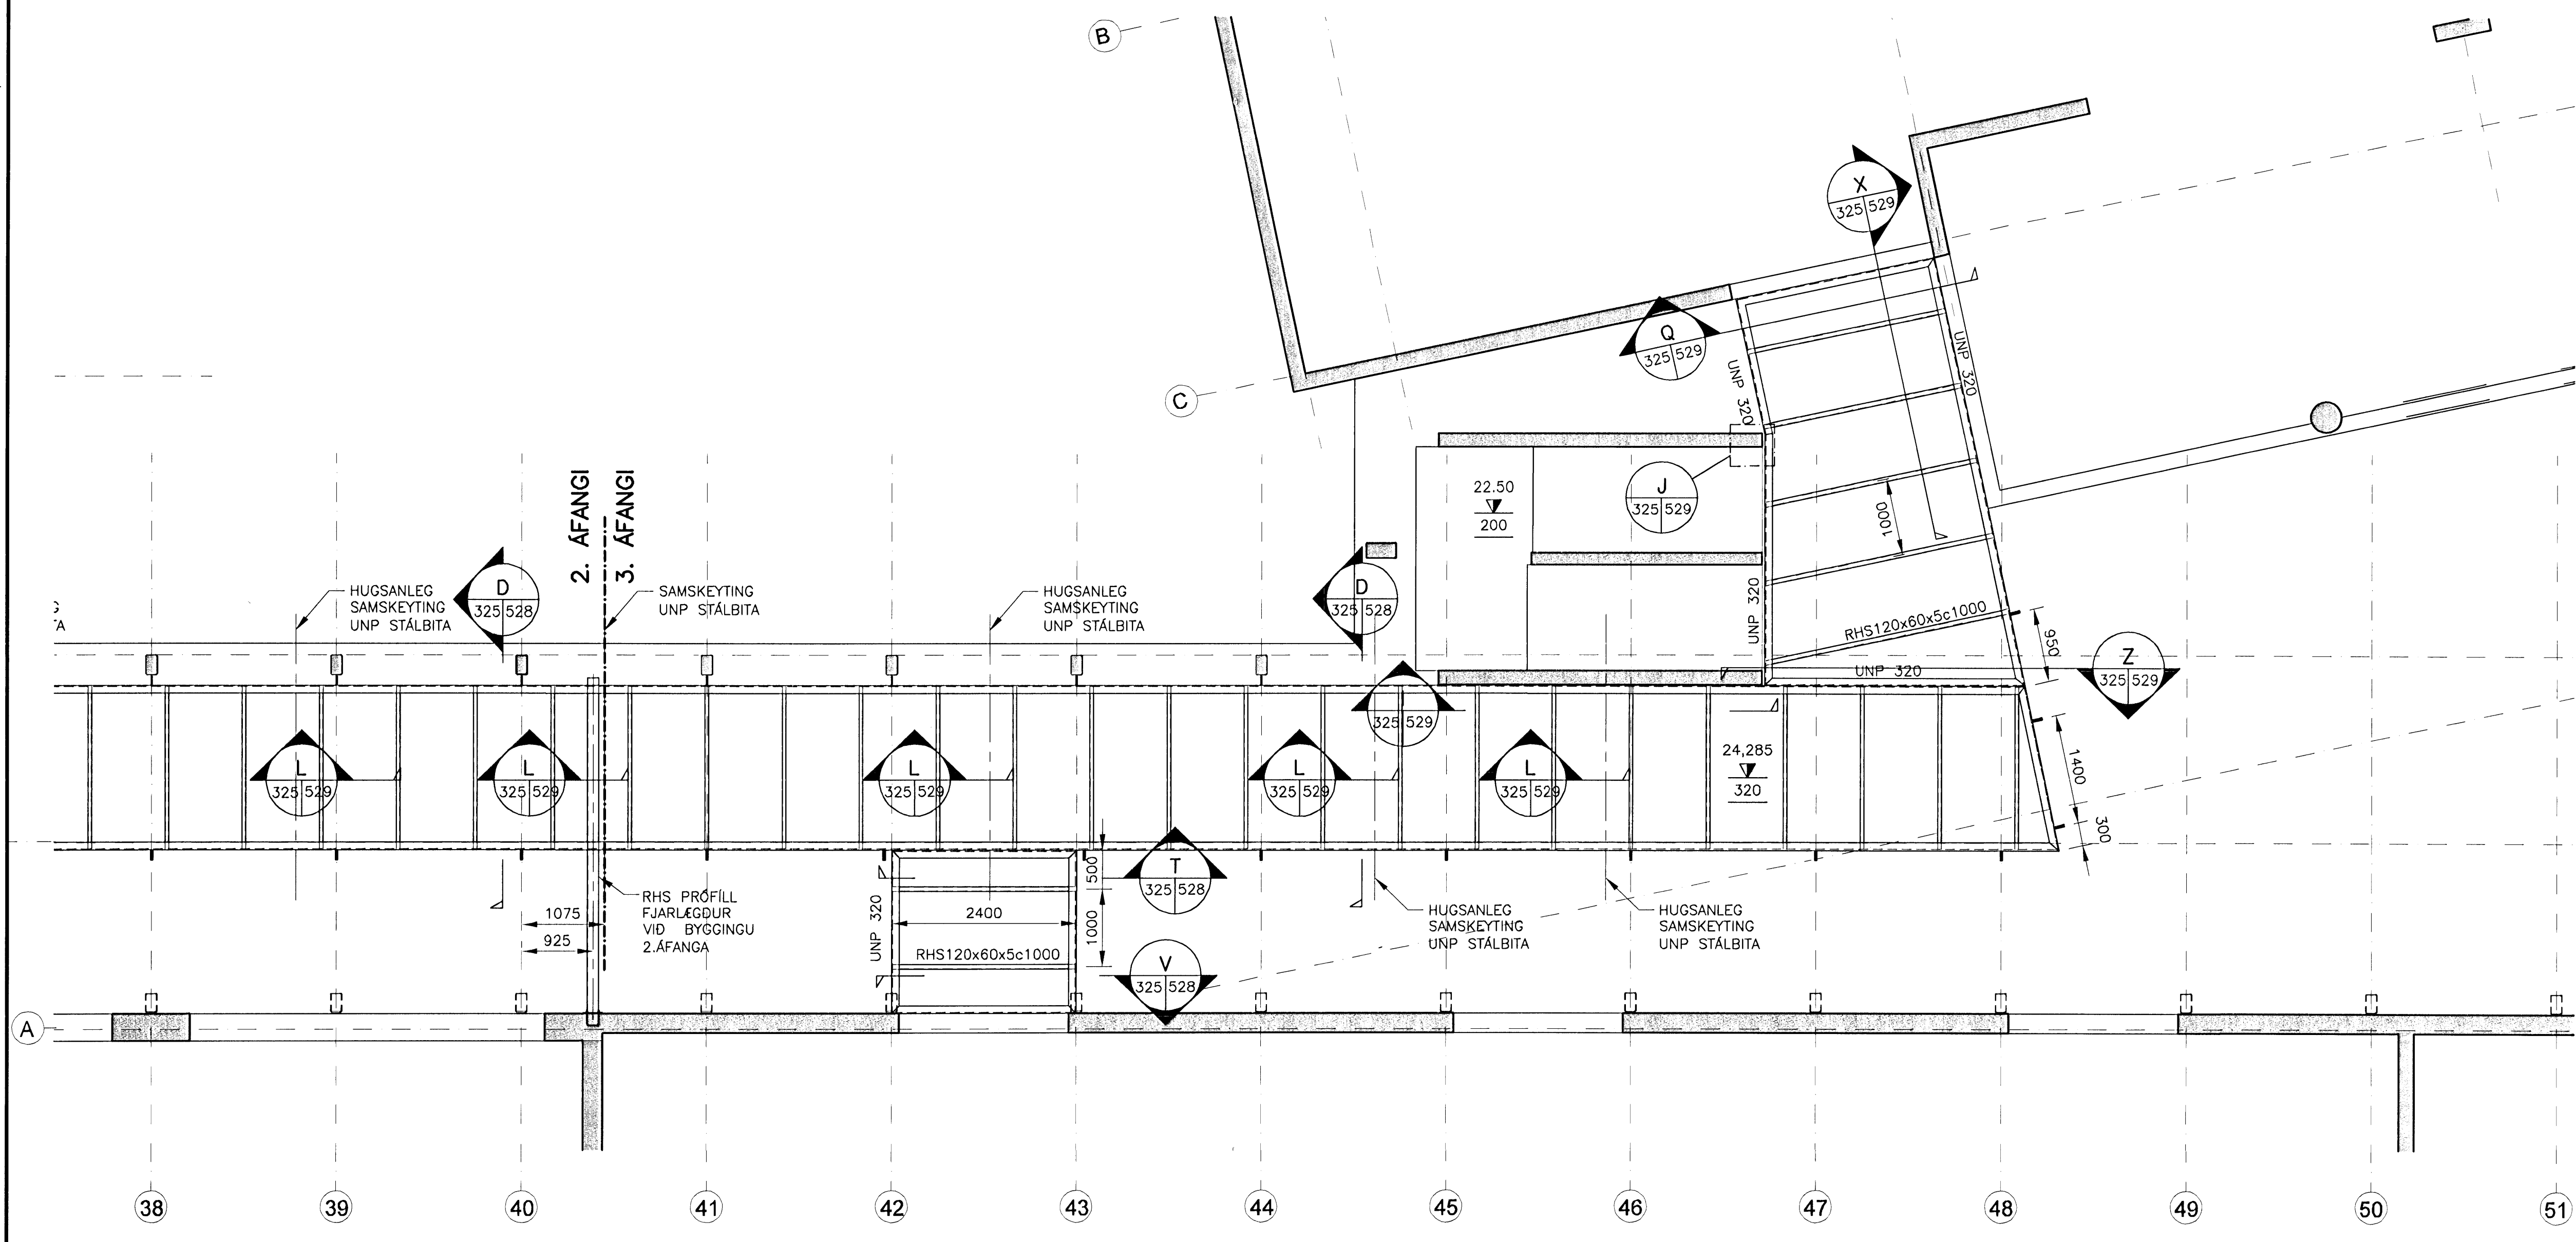 B
X
325 529
Q
325 529
UNP 320
UNP 320
C
2. ÁFANGI
3. ÁFANGI
22.50
200
J
325 529
1000
HUGSANLEG
SAMSKEYTING
UNP STÁLBITA
D
325 528
SAMSKEYTING
UNP STÁLBITA
HUGSANLEG
SAMSKEYTING
UNP STÁLBITA
D
325 528
G
TA
UNP 320
RHS120x60x5c1000
950
Z
325 529
UNP 320
I
325 529
L
325 529
L
325 529
L
325 529
L
325 529
L
325 529
24,285
320
1400
300
RHS PRÓFÍLL
FJARLÆGÐUR
VIÐ BYGGINGU
2.ÁFANGA
1075
925
UNP 320
2400
RHS120x60x5c1000
500
1000
T
325 528
V
325 528
HUGSANLEG
SAMSKEYTING
UNP STÁLBITA
HUGSANLEG
SAMSKEYTING
UNP STÁLBITA
A
38 39 40 41 42 43 44 45 46 47 48 49 50 51